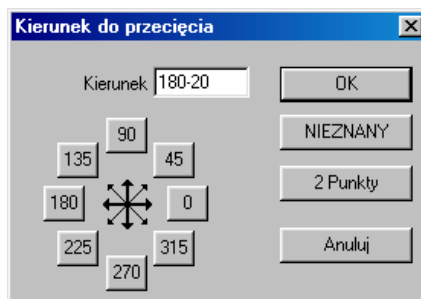 Kierunek do przecięcia
Kierunek 180-20
OK
NIEZNANY
2 Punkty
Anuluj
90
135 45
180 0
225 315
270